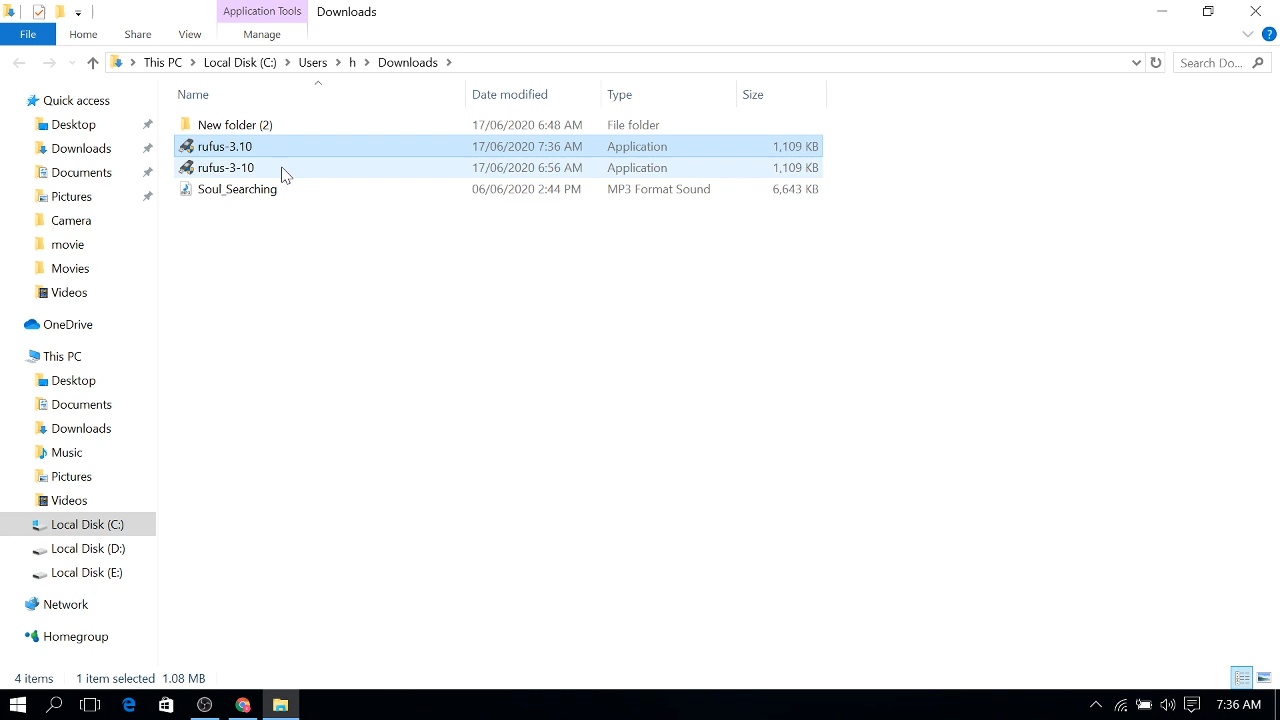 Application Tools Downloads
File Home Share View Manage
This PC Local Disk (C:) Users h Downloads Search Do...
Name Date modified Type Size
Quick access
Desktop
Downloads
Documents
Pictures
Camera
movie
Movies
Videos
OneDrive
This PC
Desktop
Documents
Downloads
Music
Pictures
Videos
Local Disk (C:)
Local Disk (D:)
Local Disk (E:)
Network
Homegroup
New folder (2) 17/06/2020 6:48 AM File folder
rufus-3.10 17/06/2020 7:36 AM Application 1,109 KB
rufus-3-10 17/06/2020 6:56 AM Application 1,109 KB
Soul_Searching 06/06/2020 2:44 PM MP3 Format Sound 6,643 KB
4 items 1 item selected 1.08 MB
7:36 AM